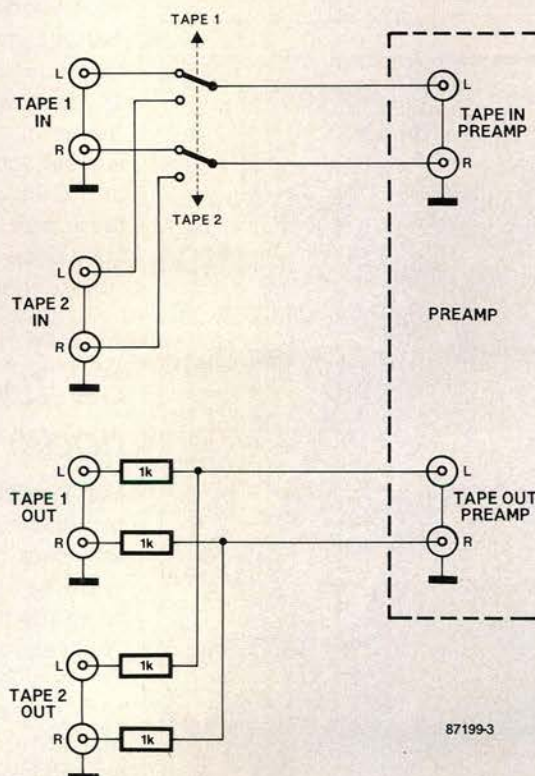 TAPE 1
L
TAPE 1
IN
R
TAPE 2
L
TAPE 2
IN
R
L
TAPE IN
PREAMP
R
PREAMP
L
1k
TAPE 1
OUT
R
1k
L
TAPE OUT
PREAMP
R
L
1k
TAPE 2
OUT
R
1k
87199-3